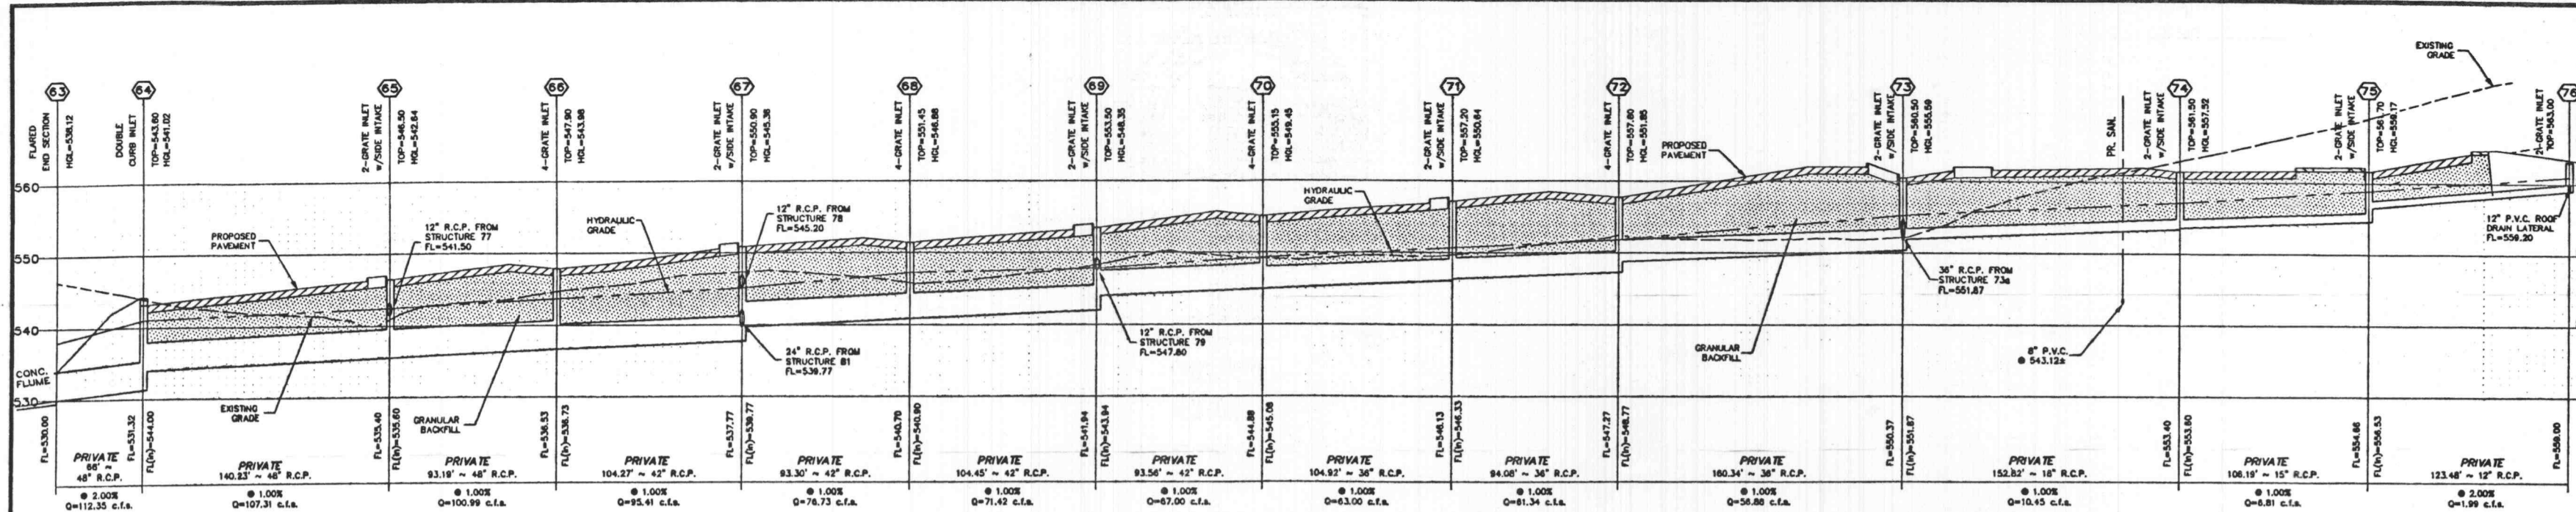 63
FLARED
END SECTION
HGL=538.12
64
DOUBLE
CURB INLET
TOP=543.60
HGL=541.02
65
2-GRATE INLET
w/SIDE INTAKE
TOP=546.50
HGL=542.64
66
4-GRATE INLET
TOP=547.90
HGL=543.98
67
2-GRATE INLET
w/SIDE INTAKE
TOP=550.90
HGL=545.36
68
4-GRATE INLET
TOP=551.45
HGL=546.88
69
2-GRATE INLET
w/SIDE INTAKE
TOP=553.50
HGL=548.35
70
4-GRATE INLET
TOP=555.15
HGL=549.45
71
2-GRATE INLET
w/SIDE INTAKE
TOP=557.20
HGL=550.64
72
4-GRATE INLET
TOP=557.80
HGL=551.85
73
2-GRATE INLET
w/SIDE INTAKE
TOP=560.50
HGL=555.59
PR. SAN.
74
2-GRATE INLET
w/SIDE INTAKE
TOP=561.50
HGL=557.52
75
2-GRATE INLET
w/SIDE INTAKE
TOP=561.70
HGL=559.17
EXISTING
GRADE
76
2-GRATE INLET
TOP=563.00
560
550
540
530
PROPOSED
PAVEMENT
12" R.C.P. FROM
STRUCTURE 77
FL=541.50
HYDRAULIC
GRADE
12" R.C.P. FROM
STRUCTURE 78
FL=545.20
HYDRAULIC
GRADE
PROPOSED
PAVEMENT
12" P.V.C. ROOF
DRAIN LATERAL
FL=559.20
CONC.
FLUME
EXISTING
GRADE
GRANULAR
BACKFILL
24" R.C.P. FROM
STRUCTURE 81
FL=539.77
12" R.C.P. FROM
STRUCTURE 79
FL=547.80
GRANULAR
BACKFILL
36" R.C.P. FROM
STRUCTURE 73a
FL=551.87
8" P.V.C.
@ 543.12±
FL=530.00
FL=531.32
FL(in)=544.00
FL=535.40
FL(in)=535.60
FL=536.53
FL(in)=538.73
FL=537.77
FL(in)=539.77
FL=540.70
FL(in)=540.90
FL=541.94
FL(in)=543.94
FL=544.88
FL(in)=545.08
FL=546.13
FL(in)=546.33
FL=547.27
FL(in)=548.77
FL=550.37
FL(in)=551.87
FL=553.40
FL(in)=553.60
FL=554.66
FL(in)=556.53
FL=559.00
PRIVATE
66' ~
48" R.C.P.
@ 2.00%
Q=112.35 c.f.s.
PRIVATE
140.23' ~ 48" R.C.P.
@ 1.00%
Q=107.31 c.f.s.
PRIVATE
93.19' ~ 48" R.C.P.
@ 1.00%
Q=100.99 c.f.s.
PRIVATE
104.27' ~ 42" R.C.P.
@ 1.00%
Q=95.41 c.f.s.
PRIVATE
93.30' ~ 42" R.C.P.
@ 1.00%
Q=76.73 c.f.s.
PRIVATE
104.45' ~ 42" R.C.P.
@ 1.00%
Q=71.42 c.f.s.
PRIVATE
93.56' ~ 42" R.C.P.
@ 1.00%
Q=67.00 c.f.s.
PRIVATE
104.92' ~ 36" R.C.P.
@ 1.00%
Q=63.00 c.f.s.
PRIVATE
94.08' ~ 36" R.C.P.
@ 1.00%
Q=61.34 c.f.s.
PRIVATE
160.34' ~ 36" R.C.P.
@ 1.00%
Q=56.88 c.f.s.
PRIVATE
152.82' ~ 18" R.C.P.
@ 1.00%
Q=10.45 c.f.s.
PRIVATE
106.19' ~ 15" R.C.P.
@ 1.00%
Q=6.81 c.f.s.
PRIVATE
123.48' ~ 12" R.C.P.
@ 2.00%
Q=1.99 c.f.s.